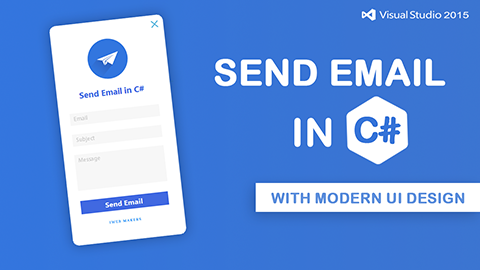 Visual Studio 2015
SEND EMAIL
IN C#
WITH MODERN UI DESIGN
Send Email in C#
Email
Subject
Message
Send Email